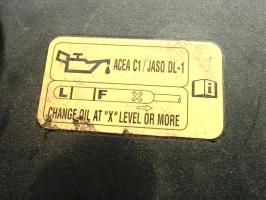 ACEA C1/JASO DL-1
L F X
CHANGE OIL AT "X" LEVEL OR MORE